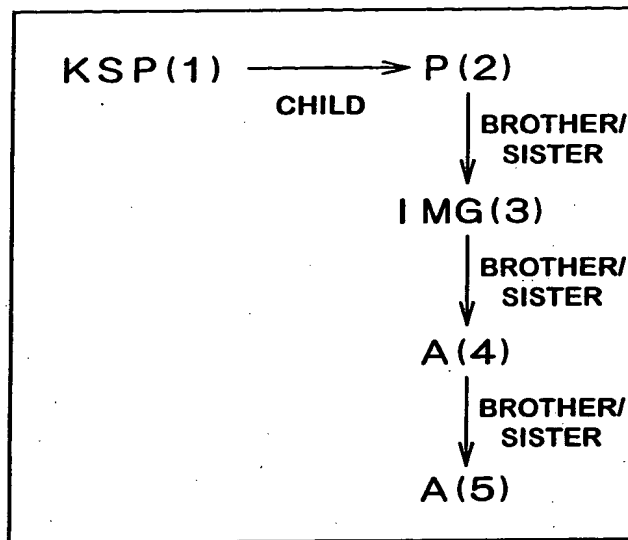 KSP(1) P(2)
CHILD
BROTHER/
SISTER
IMG(3)
BROTHER/
SISTER
A(4)
BROTHER/
SISTER
A(5)